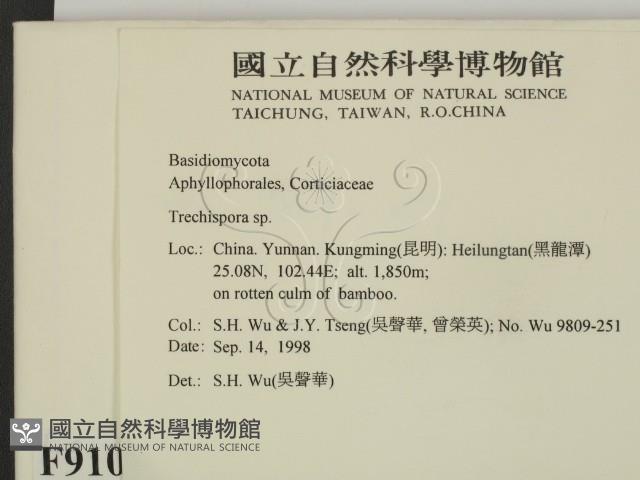 國立自然科學博物館
NATIONAL MUSEUM OF NATURAL SCIENCE
TAICHUNG, TAIWAN, R.O.CHINA
Basidiomycota
Aphyllophorales, Corticiaceae
Trechispora sp.
Loc.: China. Yunnan. Kungming(昆明): Heilungtan(黑龍潭)
25.08N, 102.44E; alt. 1,850m;
on rotten culm of bamboo.
Col.: S.H. Wu & J.Y. Tseng(吳聲華, 曾榮英); No. Wu 9809-251
Date: Sep. 14, 1998
Det.: S.H. Wu(吳聲華)
國立自然科學博物館
NATIONAL MUSEUM OF NATURAL SCIENCE
F910